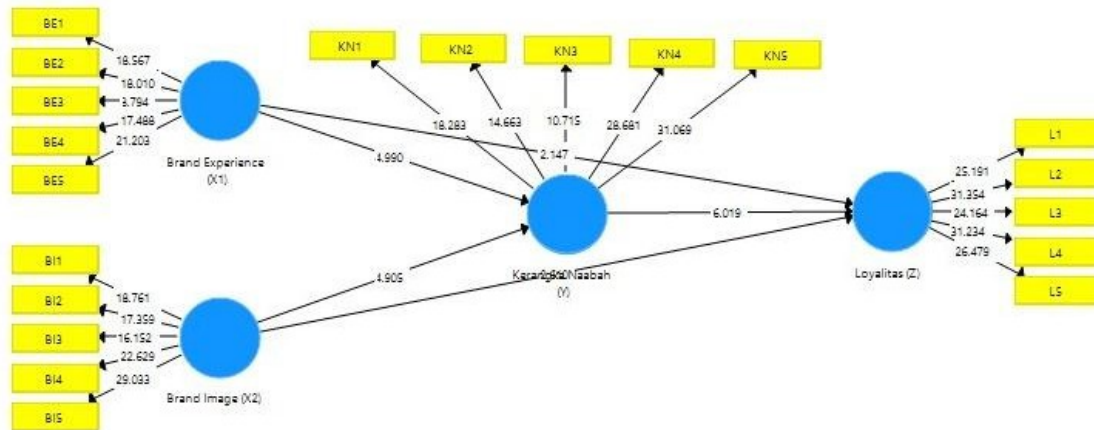 BE1
BE2
BE3
BE4
BE5
18.567
18.010
3.794
17.488
21.203
Brand Experience
(X1)
KN1
KN2
KN3
KN4
KN5
18.283
14.663
10.715
28.681
31.069
4.990
2.147
6.019
4.905
Naabah
(Y)
L1
L2
L3
L4
L5
25.191
31.354
24.164
31.234
26.479
Loyalitas (Z)
BI1
BI2
BI3
BI4
BI5
18.761
17.359
16.152
22.629
29.033
Brand Image (X2)